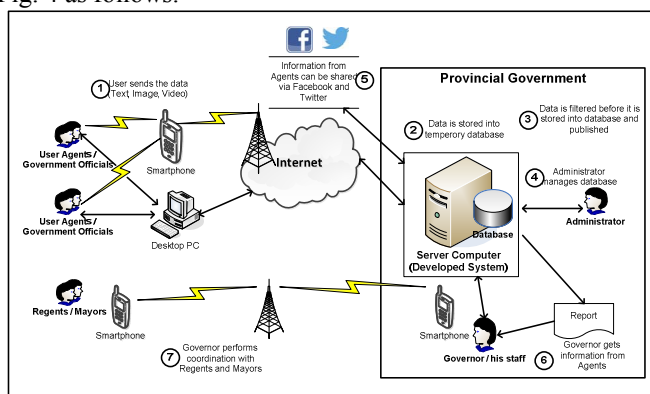 Fig. 4 as follows:
Information from
Agents can be shared
via Facebook and
Twitter
5
Provincial Government
1
User sends the data
(Text, Image, Video)
2
Data is stored into
temperory database
3
Data is filtered before it is
stored into database and
published
User Agents /
Government Officials
Smartphone
Internet
4
Administrator
manages database
User Agents /
Government Officials
Desktop PC
Database
Administrator
Server Computer
(Developed System)
Regents / Mayors
Smartphone
Smartphone
Report
7
Governor performs
coordination with
Regents and Mayors
Governor / his staff
6
Governor gets
information from
Agents